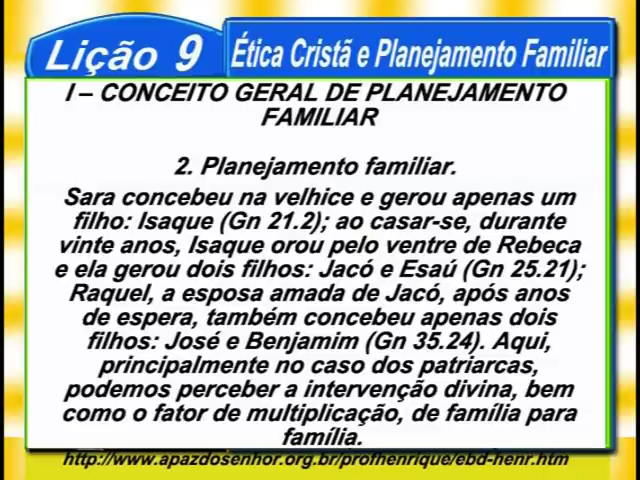 Lição 9
Ética Cristã e Planejamento Familiar
I – CONCEITO GERAL DE PLANEJAMENTO
FAMILIAR
2. Planejamento familiar.
Sara concebeu na velhice e gerou apenas um
filho: Isaque (Gn 21.2); ao casar-se, durante
vinte anos, Isaque orou pelo ventre de Rebeca
e ela gerou dois filhos: Jacó e Esaú (Gn 25.21);
Raquel, a esposa amada de Jacó, após anos
de espera, também concebeu apenas dois
filhos: José e Benjamim (Gn 35.24). Aqui,
principalmente no caso dos patriarcas,
podemos perceber a intervenção divina, bem
como o fator de multiplicação, de família para
família.
http://www.apazdosenhor.org.br/profhenrique/ebd-henr.htm